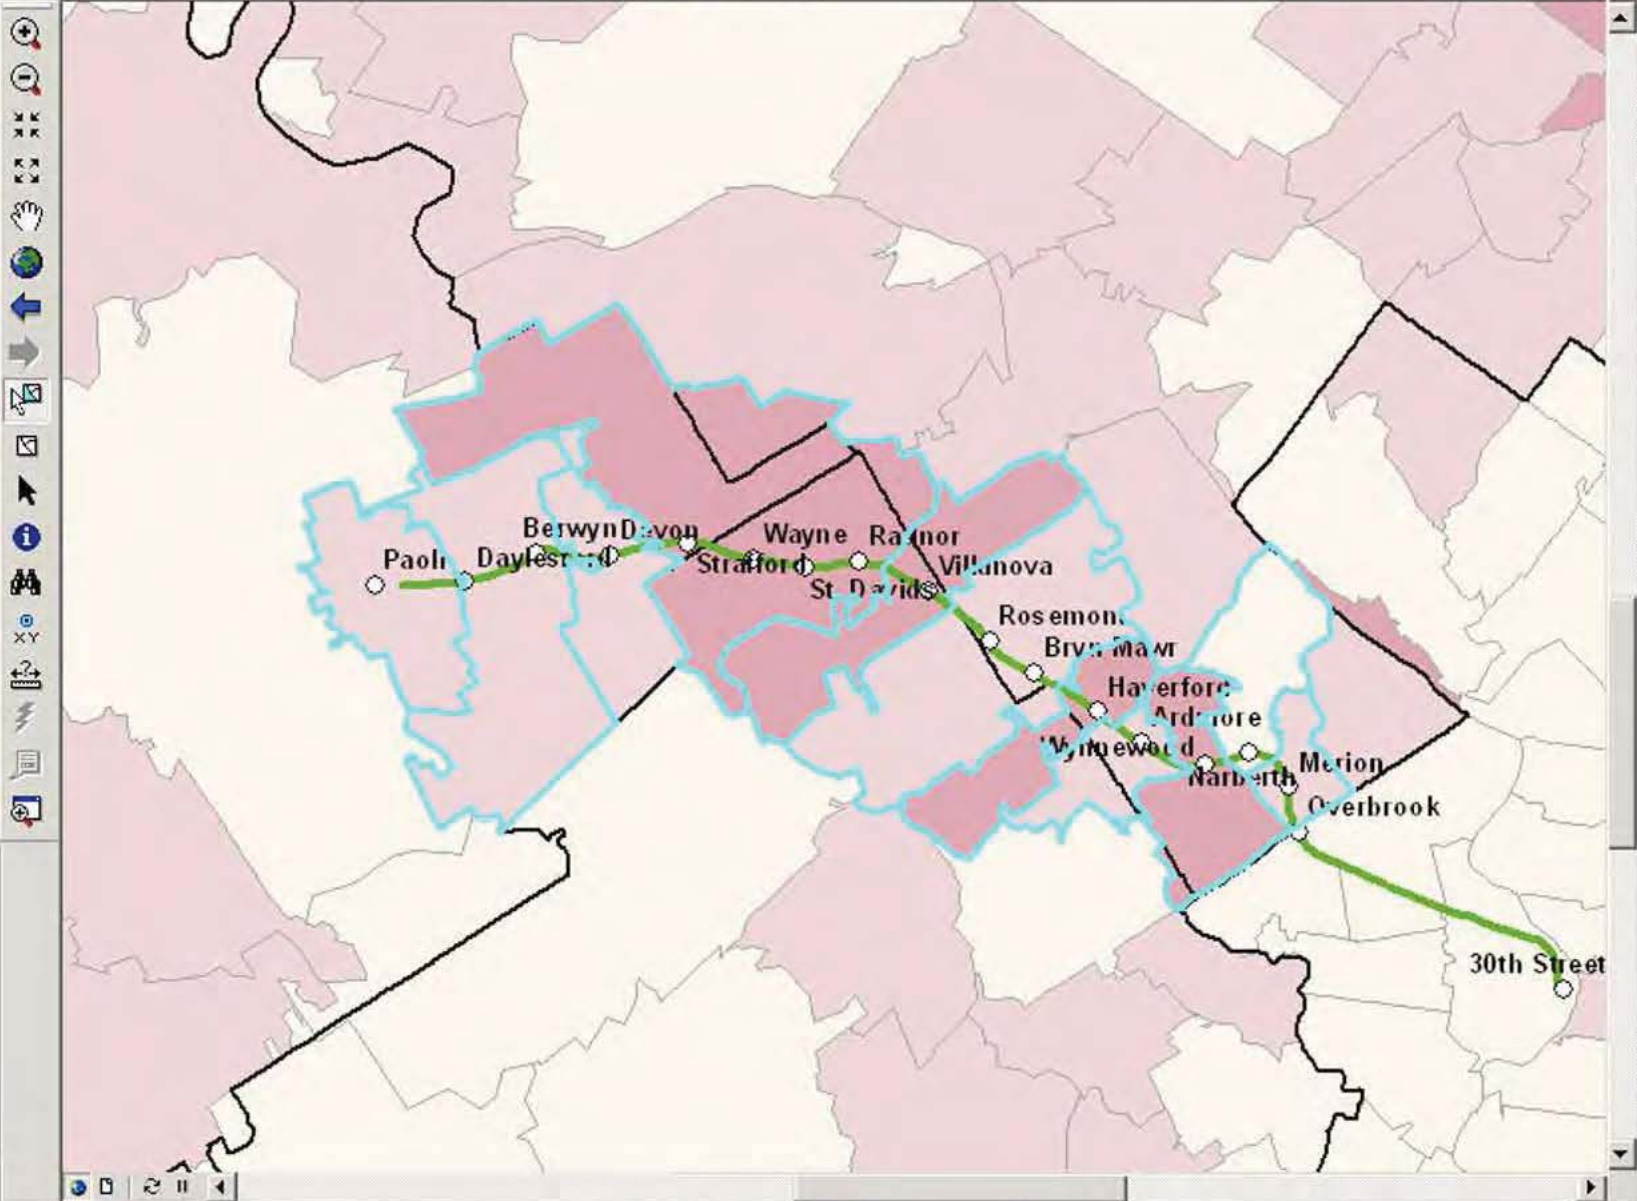 Berwyn Devon
Wayne Radnor
Paoli Daylesford
Strafford Villanova
St. Davids
Rosemont
Bryn Mawr
Haverford
Ardmore
Wynnewood
Narberth Merion
Overbrook
30th Street
XY